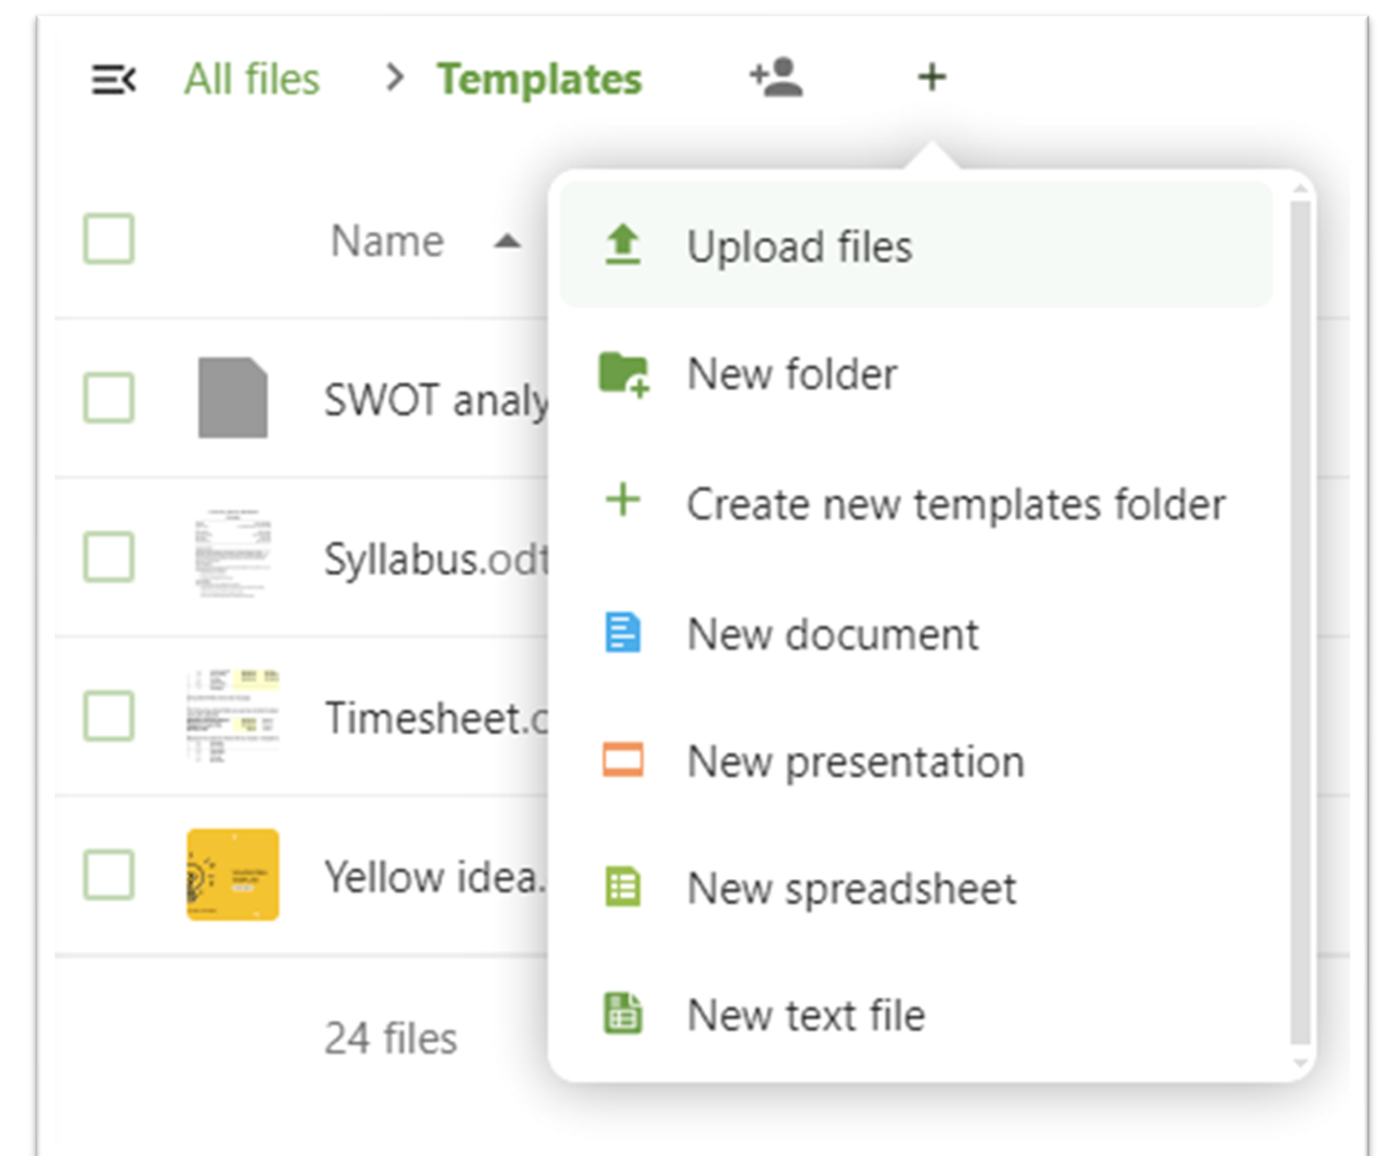 All files > Templates
Name
Upload files
New folder
SWOT analy
Create new templates folder
Syllabus.odt
New document
Timesheet.
New presentation
Yellow idea.
New spreadsheet
24 files
New text file